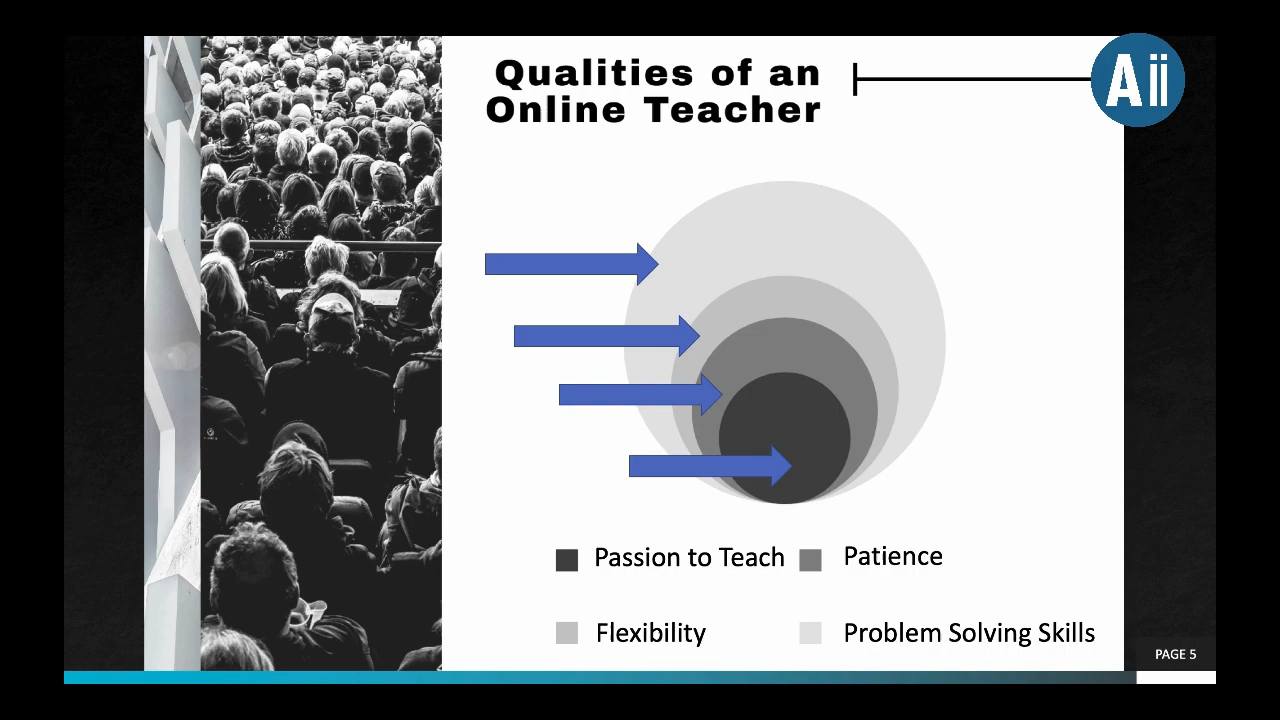 Qualities of an
Online Teacher
Aii
Passion to Teach
Patience
Flexibility
Problem Solving Skills
PAGE 5